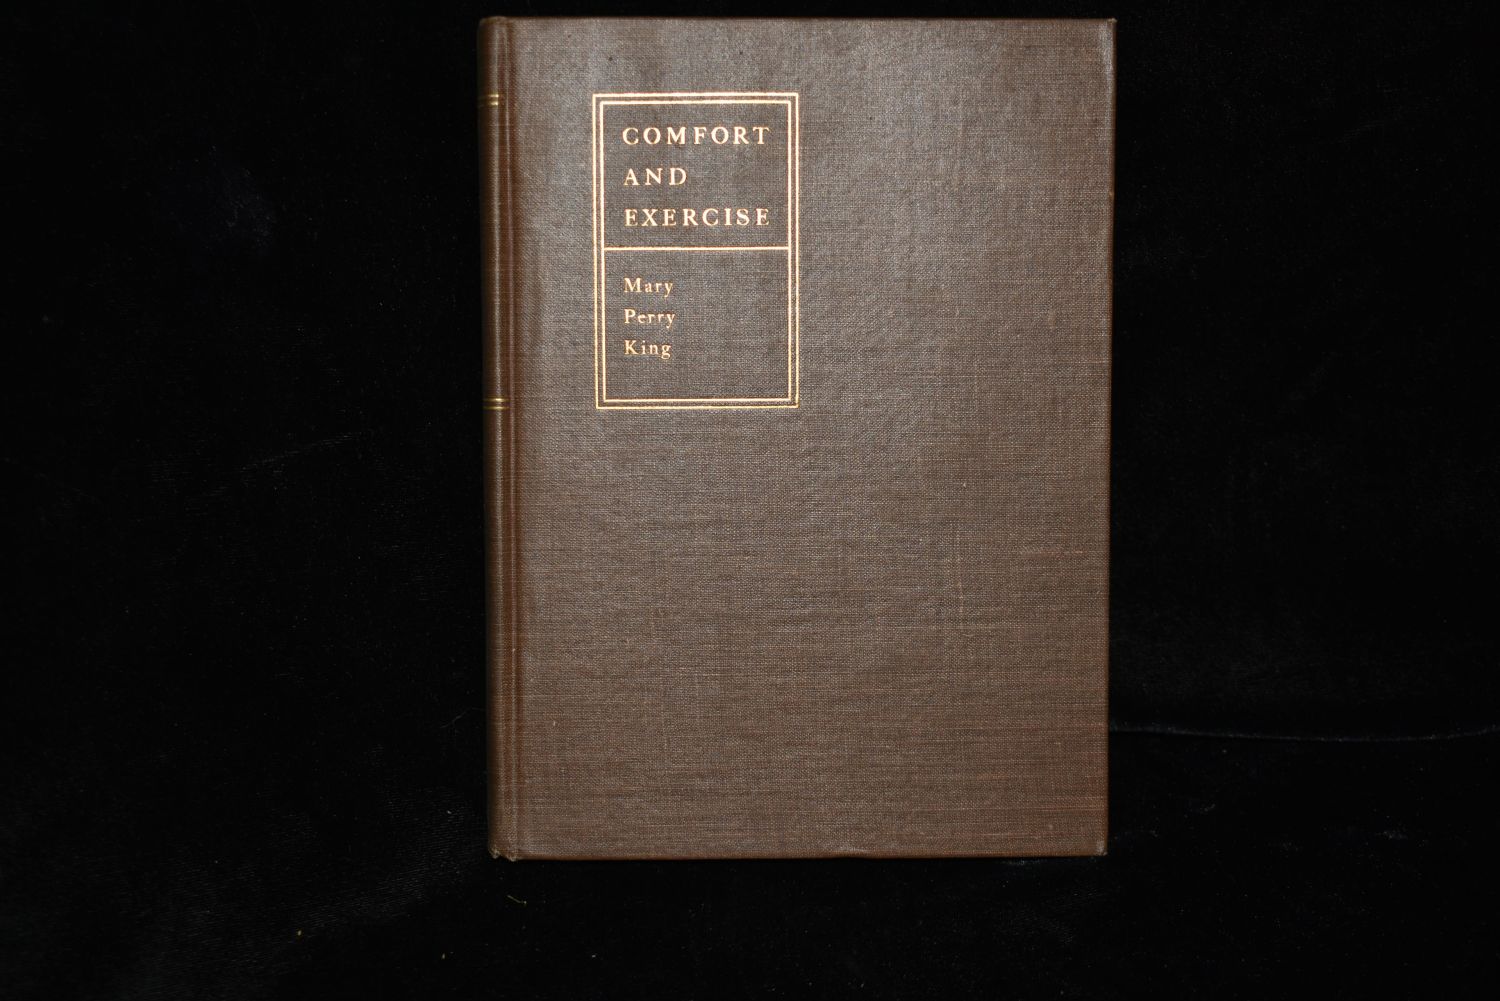 COMFORT
AND
EXERCISE
Mary
Perry
King